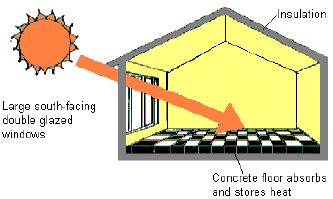 Insulation
Large south-facing
double glazed
windows
Concrete floor absorbs
and stores heat